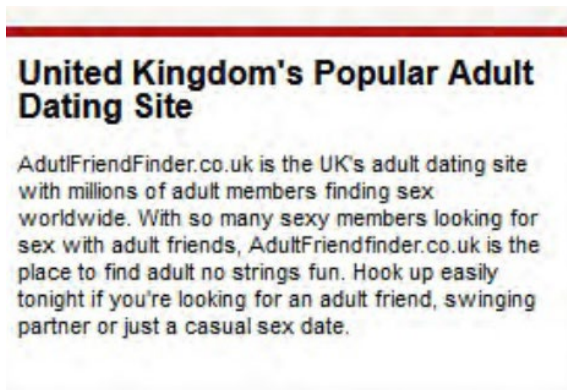 United Kingdom's Popular Adult
Dating Site
AdutlFriendFinder.co.uk is the UK's adult dating site
with millions of adult members finding sex
worldwide. With so many sexy members looking for
sex with adult friends, AdultFriendfinder.co.uk is the
place to find adult no strings fun. Hook up easily
tonight if you're looking for an adult friend, swinging
partner or just a casual sex date.